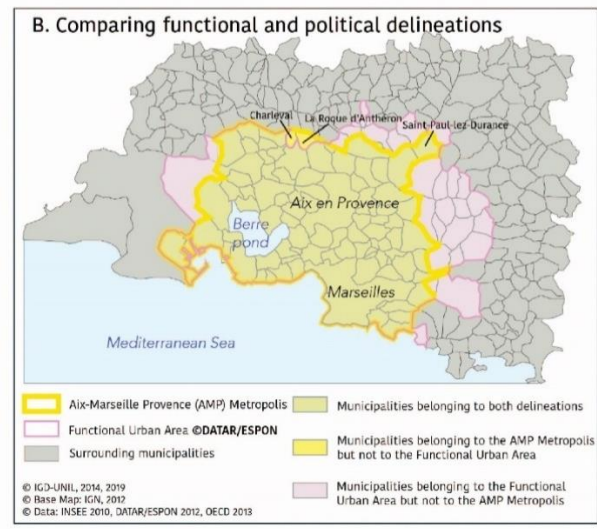 B. Comparing functional and political delineations
Charleval
La Roque d'Anthéron
Saint-Paul-lez-Durance
Aix en Provence
Berre
pond
Marseilles
Mediterranean Sea
Aix-Marseille Provence (AMP) Metropolis
Functional Urban Area ©DATAR/ESPON
Surrounding municipalities
Municipalities belonging to both delineations
Municipalities belonging to the AMP Metropolis
but not to the Functional Urban Area
Municipalities belonging to the Functional
Urban Area but not to the AMP Metropolis
© IGD-UNIL, 2014, 2019
© Base Map: IGN, 2012
© Data: INSEE 2010, DATAR/ESPON 2012, OECD 2013